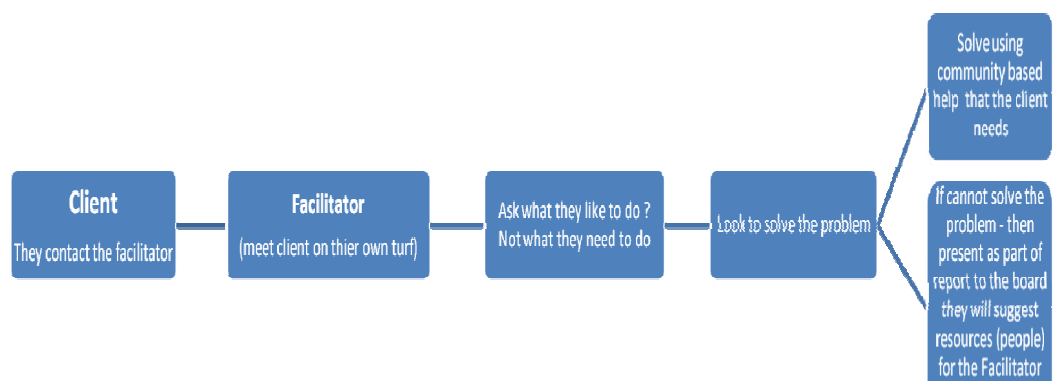 Client
They contact the facilitator
Facilitator
(meet client on thier own turf)
Ask what they like to do ?
Not what they need to do
Look to solve the problem
Solve using
community based
help that the client
needs
If cannot solve the
problem - then
present as part of
report to the board
they will suggest
resources (people)
for the Facilitator